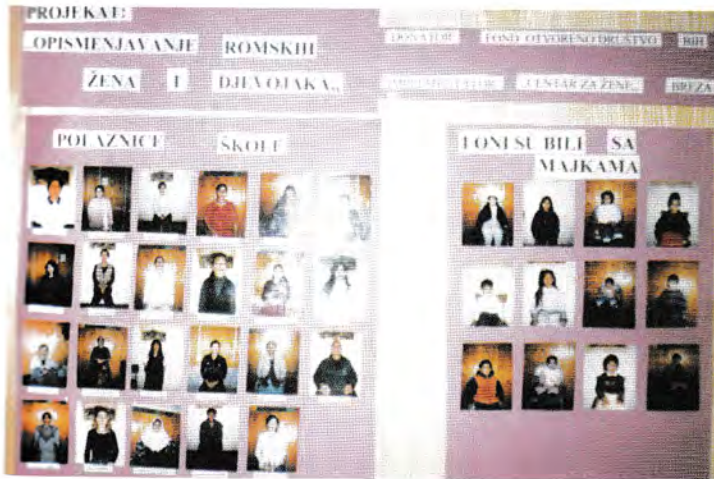 PROJEKAT:
„OPISMENJAVANJE ROMSKIH
ŽENA I DJEVOJAKA„
DONATOR FOND OTVORENO DRUŠTVO BIH
IMPLEMENTATOR „CENTAR ZA ŽENE„ BREZA
POLAZNICE ŠKOLE
I ONI SU BILI SA
MAJKAMA